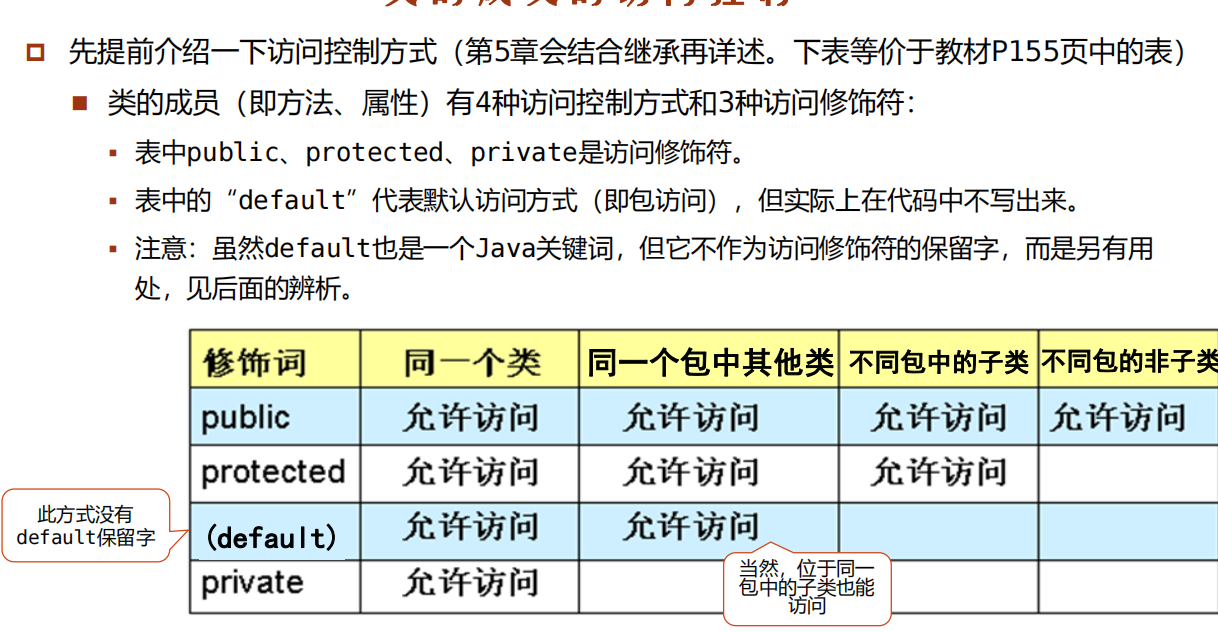 先提前介绍一下访问控制方式（第5章会结合继承再详述。下表等价于教材P155页中的表）
类的成员（即方法、属性）有4种访问控制方式和3种访问修饰符：
表中public、protected、private是访问修饰符。
表中的“default”代表默认访问方式（即包访问），但实际上在代码中不写出来。
注意：虽然default也是一个Java关键词，但它不作为访问修饰符的保留字，而是另有用
处，见后面的辨析。
修饰词 同一个类 同一个包中其他类 不同包中的子类 不同包的非子类
public 允许访问 允许访问 允许访问 允许访问
protected 允许访问 允许访问 允许访问
(default) 允许访问 允许访问
private 允许访问
此方式没有
default保留字
当然，位于同一
包中的子类也能
访问